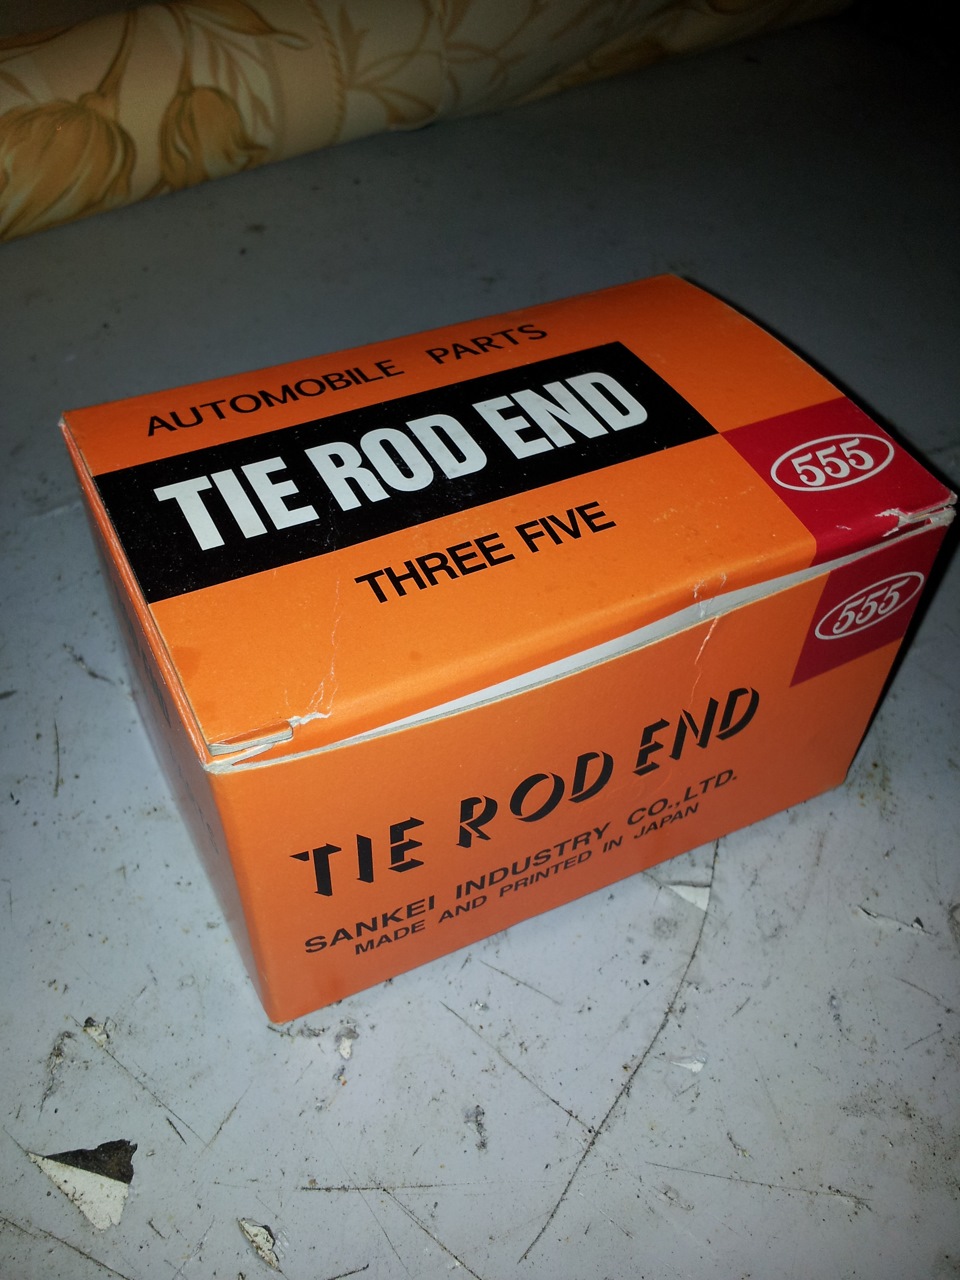 AUTOMOBILE PARTS
TIE ROD END
THREE FIVE
555
555
TIE ROD END
SANKEI INDUSTRY CO.,LTD.
MADE AND PRINTED IN JAPAN